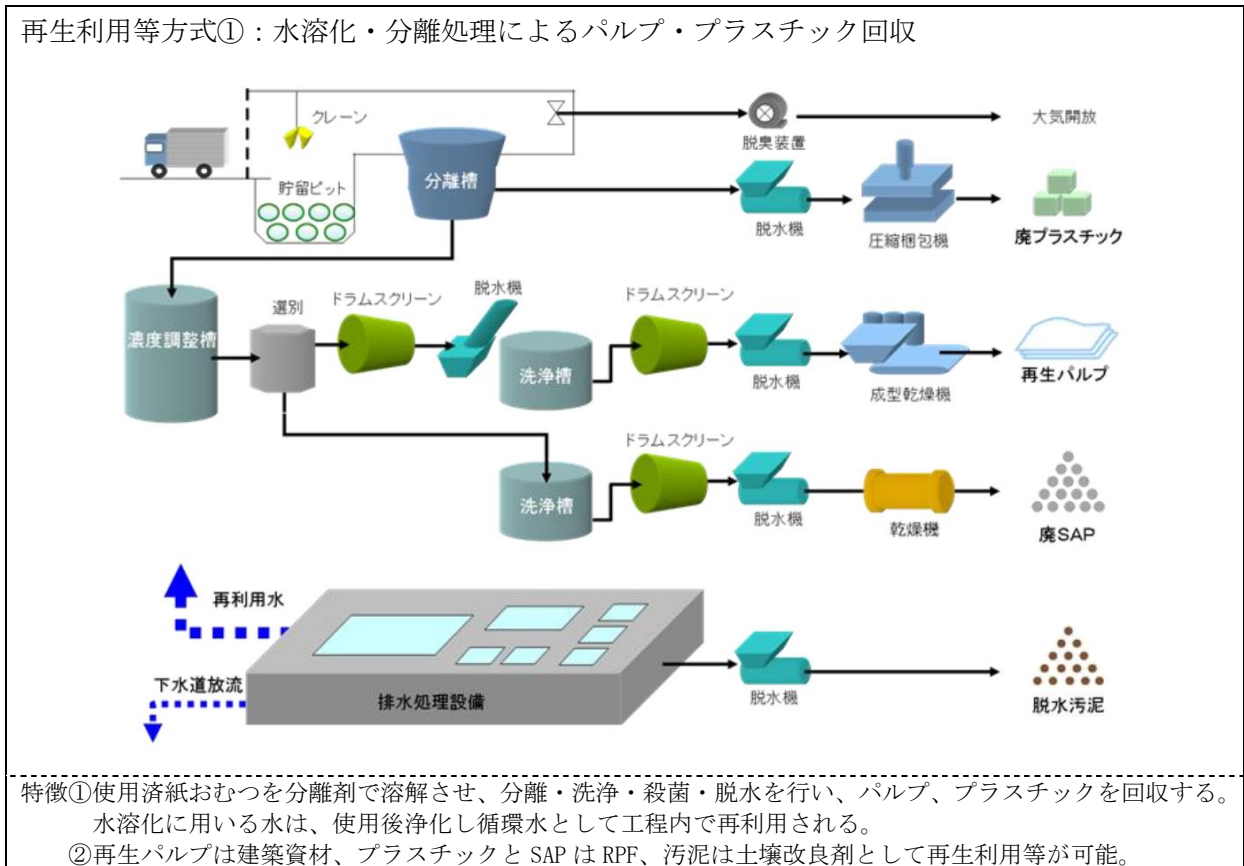 再生利用等方式①：水溶化・分離処理によるパルプ・プラスチック回収
クレーン
脱臭装置
大気開放
貯留ピット
分離槽
脱水機
圧縮梱包機
廃プラスチック
濃度調整槽
選別
ドラムスクリーン
脱水機
洗浄槽
ドラムスクリーン
脱水機
成型乾燥機
再生パルプ
洗浄槽
ドラムスクリーン
脱水機
乾燥機
廃SAP
再利用水
下水道放流
排水処理設備
脱水機
脱水汚泥
特徴①使用済紙おむつを分離剤で溶解させ、分離・洗浄・殺菌・脱水を行い、パルプ、プラスチックを回収する。
水溶化に用いる水は、使用後浄化し循環水として工程内で再利用される。
②再生パルプは建築資材、プラスチックと SAP は RPF、汚泥は土壌改良剤として再生利用等が可能。